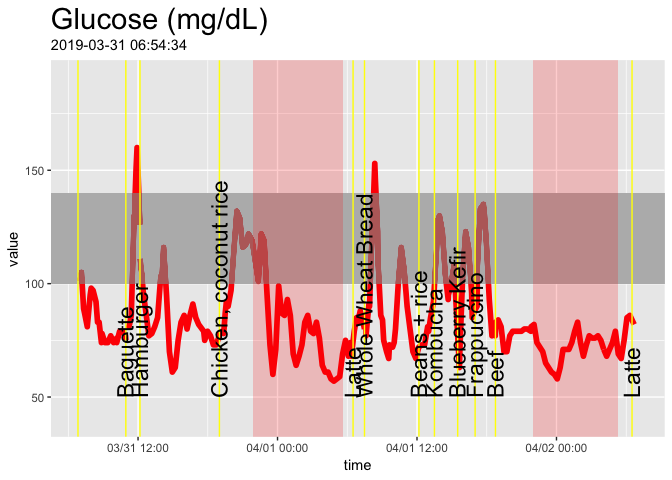 Glucose (mg/dL)
2019-03-31 06:54:34
value
150
100
50
Baguette
Hamburger
Chicken, coconut rice
Latte
Whole Wheat Bread
Beans + rice
Kombucha
Blueberry Kefir
Frappuccino
Beef
Latte
03/31 12:00
04/01 00:00
04/01 12:00
04/02 00:00
time